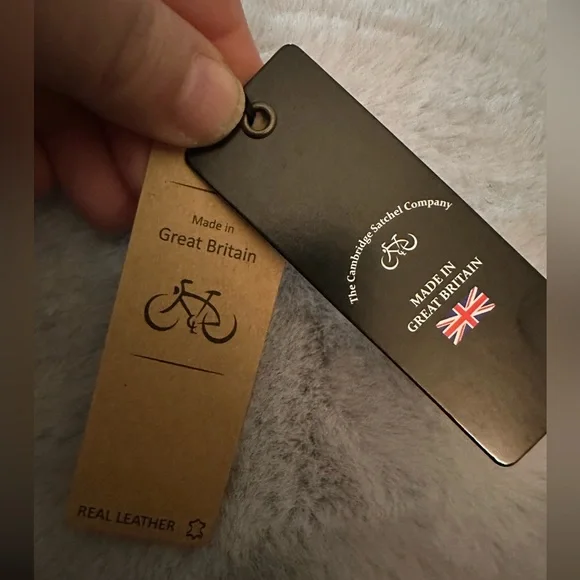 Made in
Great Britain
REAL LEATHER
The Cambridge Satchel Company
MADE IN
GREAT BRITAIN